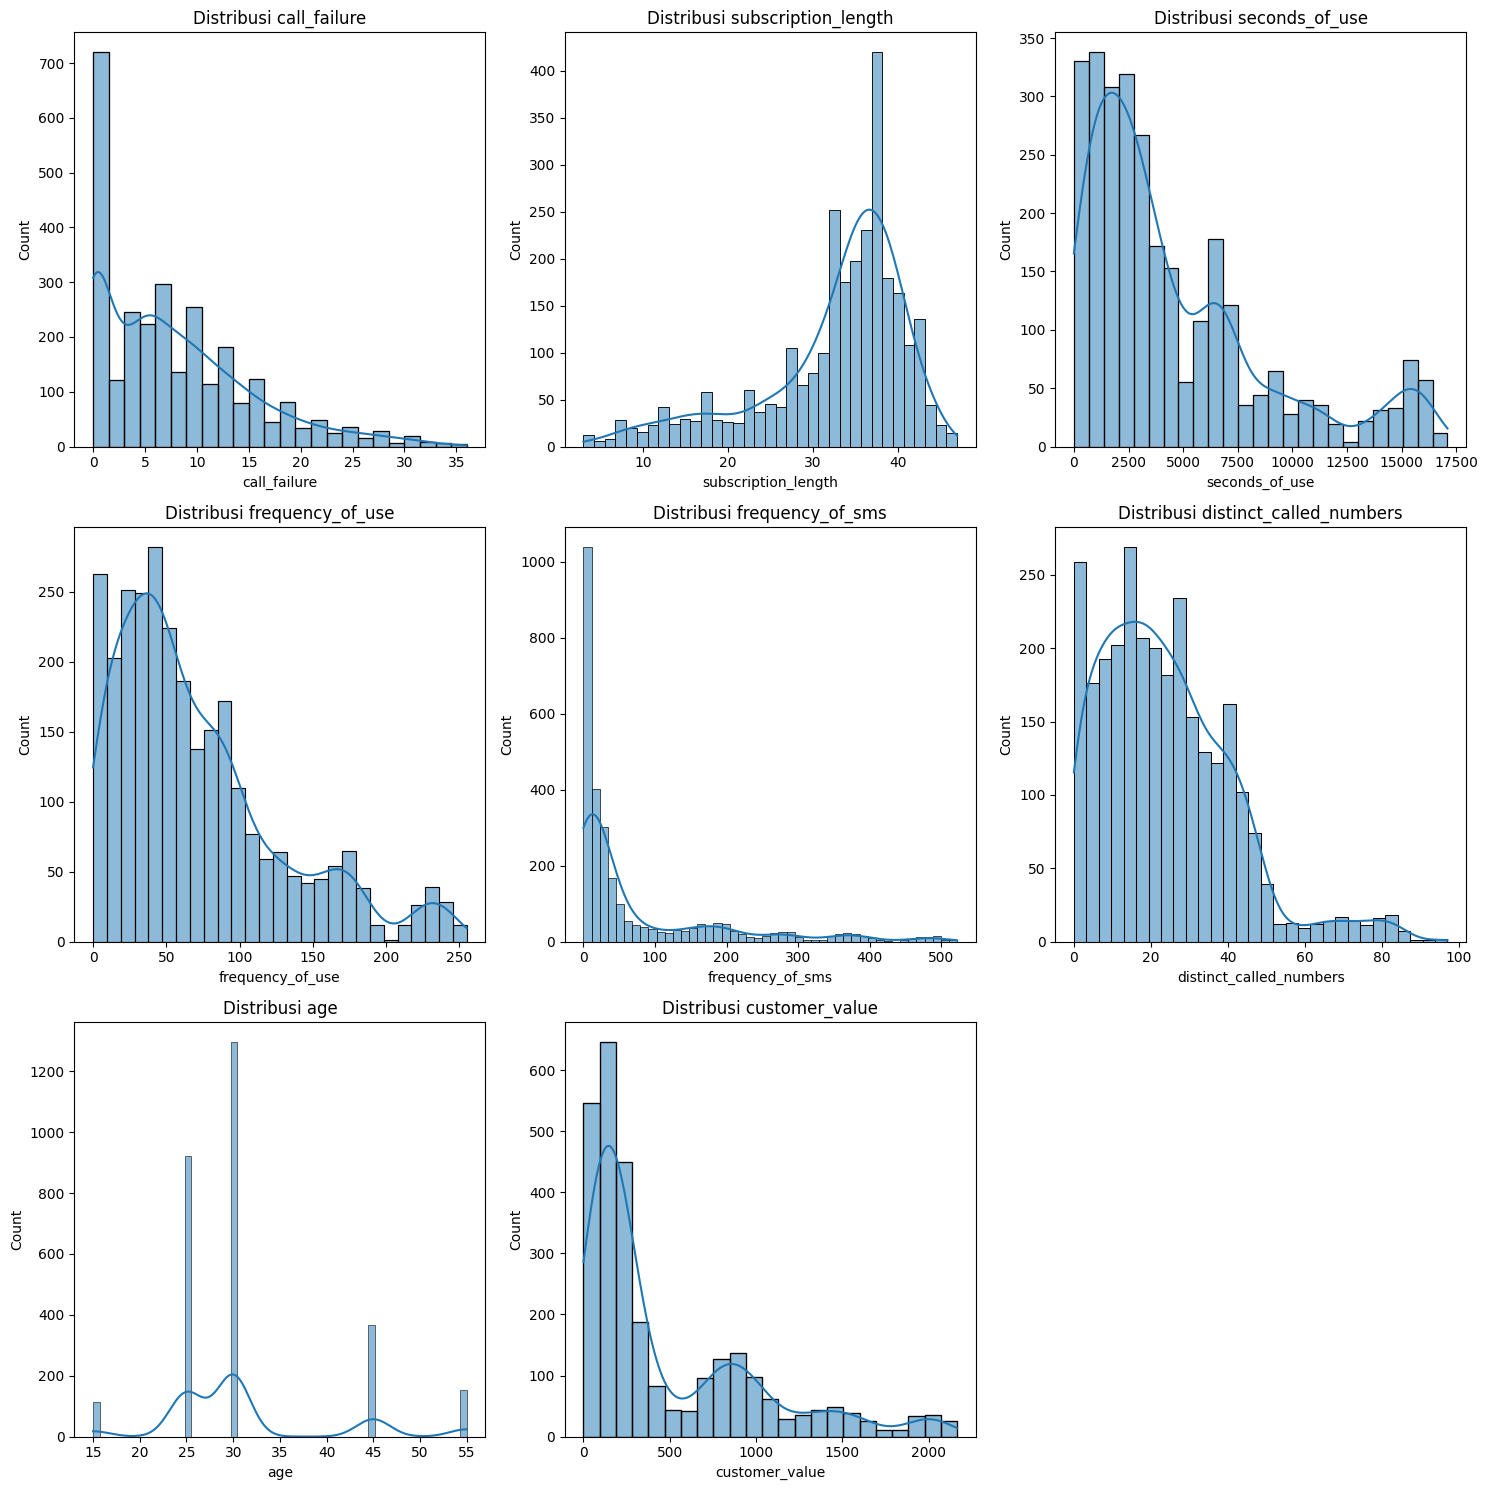 Distribusi call_failure
700
600
500
400
300
200
100
0
Count
0 5 10 15 20 25 30 35
call_failure
Distribusi subscription_length
400
350
300
250
200
150
100
50
0
Count
10 20 30 40
subscription_length
Distribusi seconds_of_use
350
300
250
200
150
100
50
0
Count
0 2500 5000 7500 10000 12500 15000 17500
seconds_of_use
Distribusi frequency_of_use
250
200
150
100
50
0
Count
0 50 100 150 200 250
frequency_of_use
Distribusi frequency_of_sms
1000
800
600
400
200
0
Count
0 100 200 300 400 500
frequency_of_sms
Distribusi distinct_called_numbers
250
200
150
100
50
0
Count
0 20 40 60 80 100
distinct_called_numbers
Distribusi age
1200
1000
800
600
400
200
0
Count
15 20 25 30 35 40 45 50 55
age
Distribusi customer_value
600
500
400
300
200
100
0
Count
0 500 1000 1500 2000
customer_value